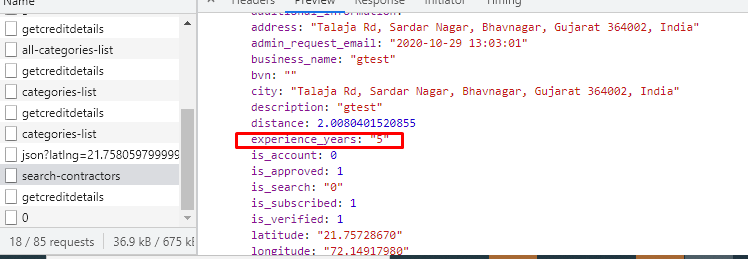 Name
getcreditdetails
all-categories-list
getcreditdetails
categories-list
getcreditdetails
categories-list
json?latlng=21.758059799999
search-contractors
getcreditdetails
0
18 / 85 requests
36.9 kB / 675 kB
Headers Preview Response Initiator Timing
additional_information:
address: "Talaja Rd, Sardar Nagar, Bhavnagar, Gujarat 364002, India"
admin_request_email: "2020-10-29 13:03:01"
business_name: "gtest"
bvn: ""
city: "Talaja Rd, Sardar Nagar, Bhavnagar, Gujarat 364002, India"
description: "gtest"
distance: 2.0080401520855
experience_years: "5"
is_account: 0
is_approved: 1
is_search: "0"
is_subscribed: 1
is_verified: 1
latitude: "21.75728670"
longitude: "72.14917980"